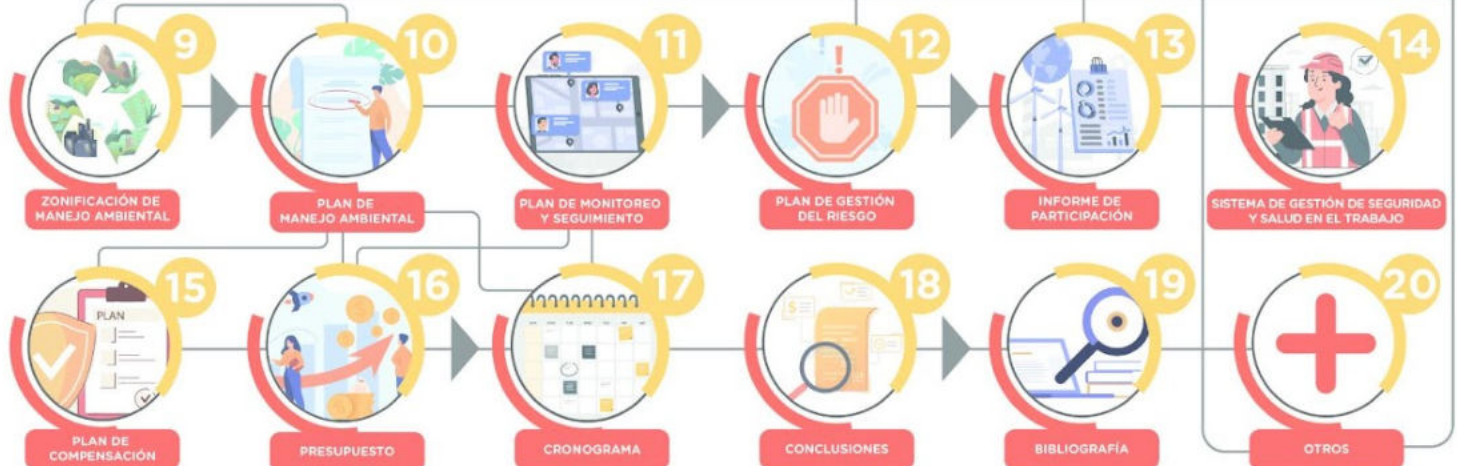 9
10
11
12
13
14
ZONIFICACIÓN DE
MANEJO AMBIENTAL
PLAN DE
MANEJO AMBIENTAL
PLAN DE MONITOREO
Y SEGUIMIENTO
PLAN DE GESTIÓN
DEL RIESGO
INFORME DE
PARTICIPACIÓN
SISTEMA DE GESTIÓN DE SEGURIDAD
Y SALUD EN EL TRABAJO
15
16
17
18
19
20
PLAN
PLAN DE
COMPENSACIÓN
PRESUPUESTO
CRONOGRAMA
CONCLUSIONES
BIBLIOGRAFÍA
OTROS